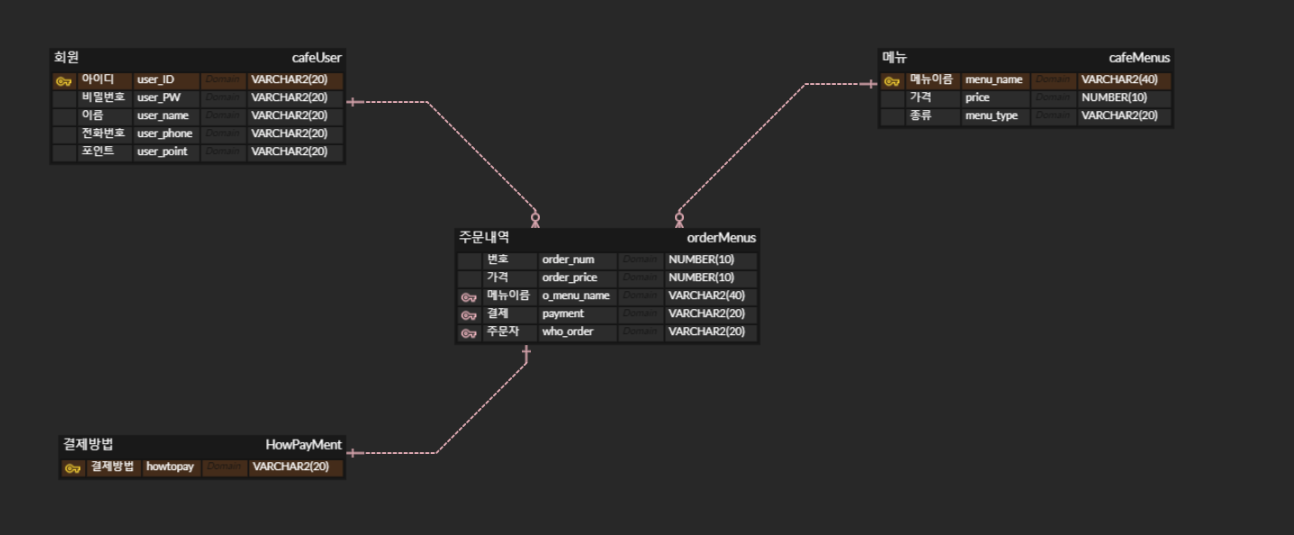 회원 cafeUser
아이디 user_ID Domain VARCHAR2(20)
비밀번호 user_PW Domain VARCHAR2(20)
이름 user_name Domain VARCHAR2(20)
전화번호 user_phone Domain VARCHAR2(20)
포인트 user_point Domain VARCHAR2(20)
메뉴 cafeMenus
메뉴이름 menu_name Domain VARCHAR2(40)
가격 price Domain NUMBER(10)
종류 menu_type Domain VARCHAR2(20)
주문내역 orderMenus
번호 order_num Domain NUMBER(10)
가격 order_price Domain NUMBER(10)
메뉴이름 o_menu_name Domain VARCHAR2(40)
결제 payment Domain VARCHAR2(20)
주문자 who_order Domain VARCHAR2(20)
결제방법 HowPayMent
결제방법 howtopay Domain VARCHAR2(20)